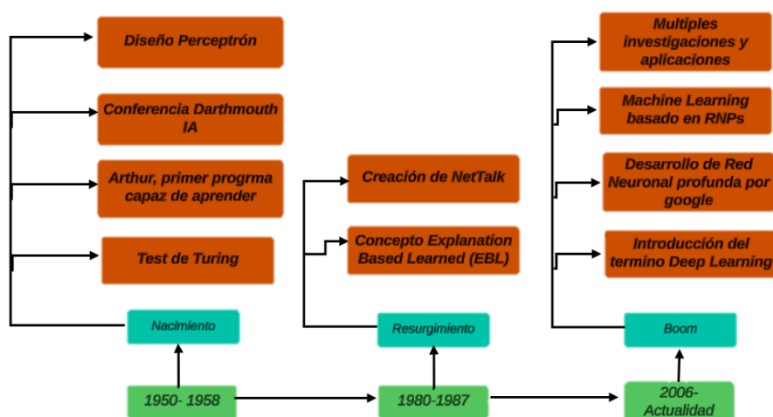 Diseño Perceptrón
Conferencia Darthmouth
IA
Arthur, primer progrma
capaz de aprender
Test de Turing
Nacimiento
1950- 1958
Creación de NetTalk
Concepto Explanation
Based Learned (EBL)
Resurgimiento
1980-1987
Multiples
investigaciones y
aplicaciones
Machine Learning
basado en RNPs
Desarrollo de Red
Neuronal profunda por
google
Introducción del
termino Deep Learning
Boom
2006-
Actualidad